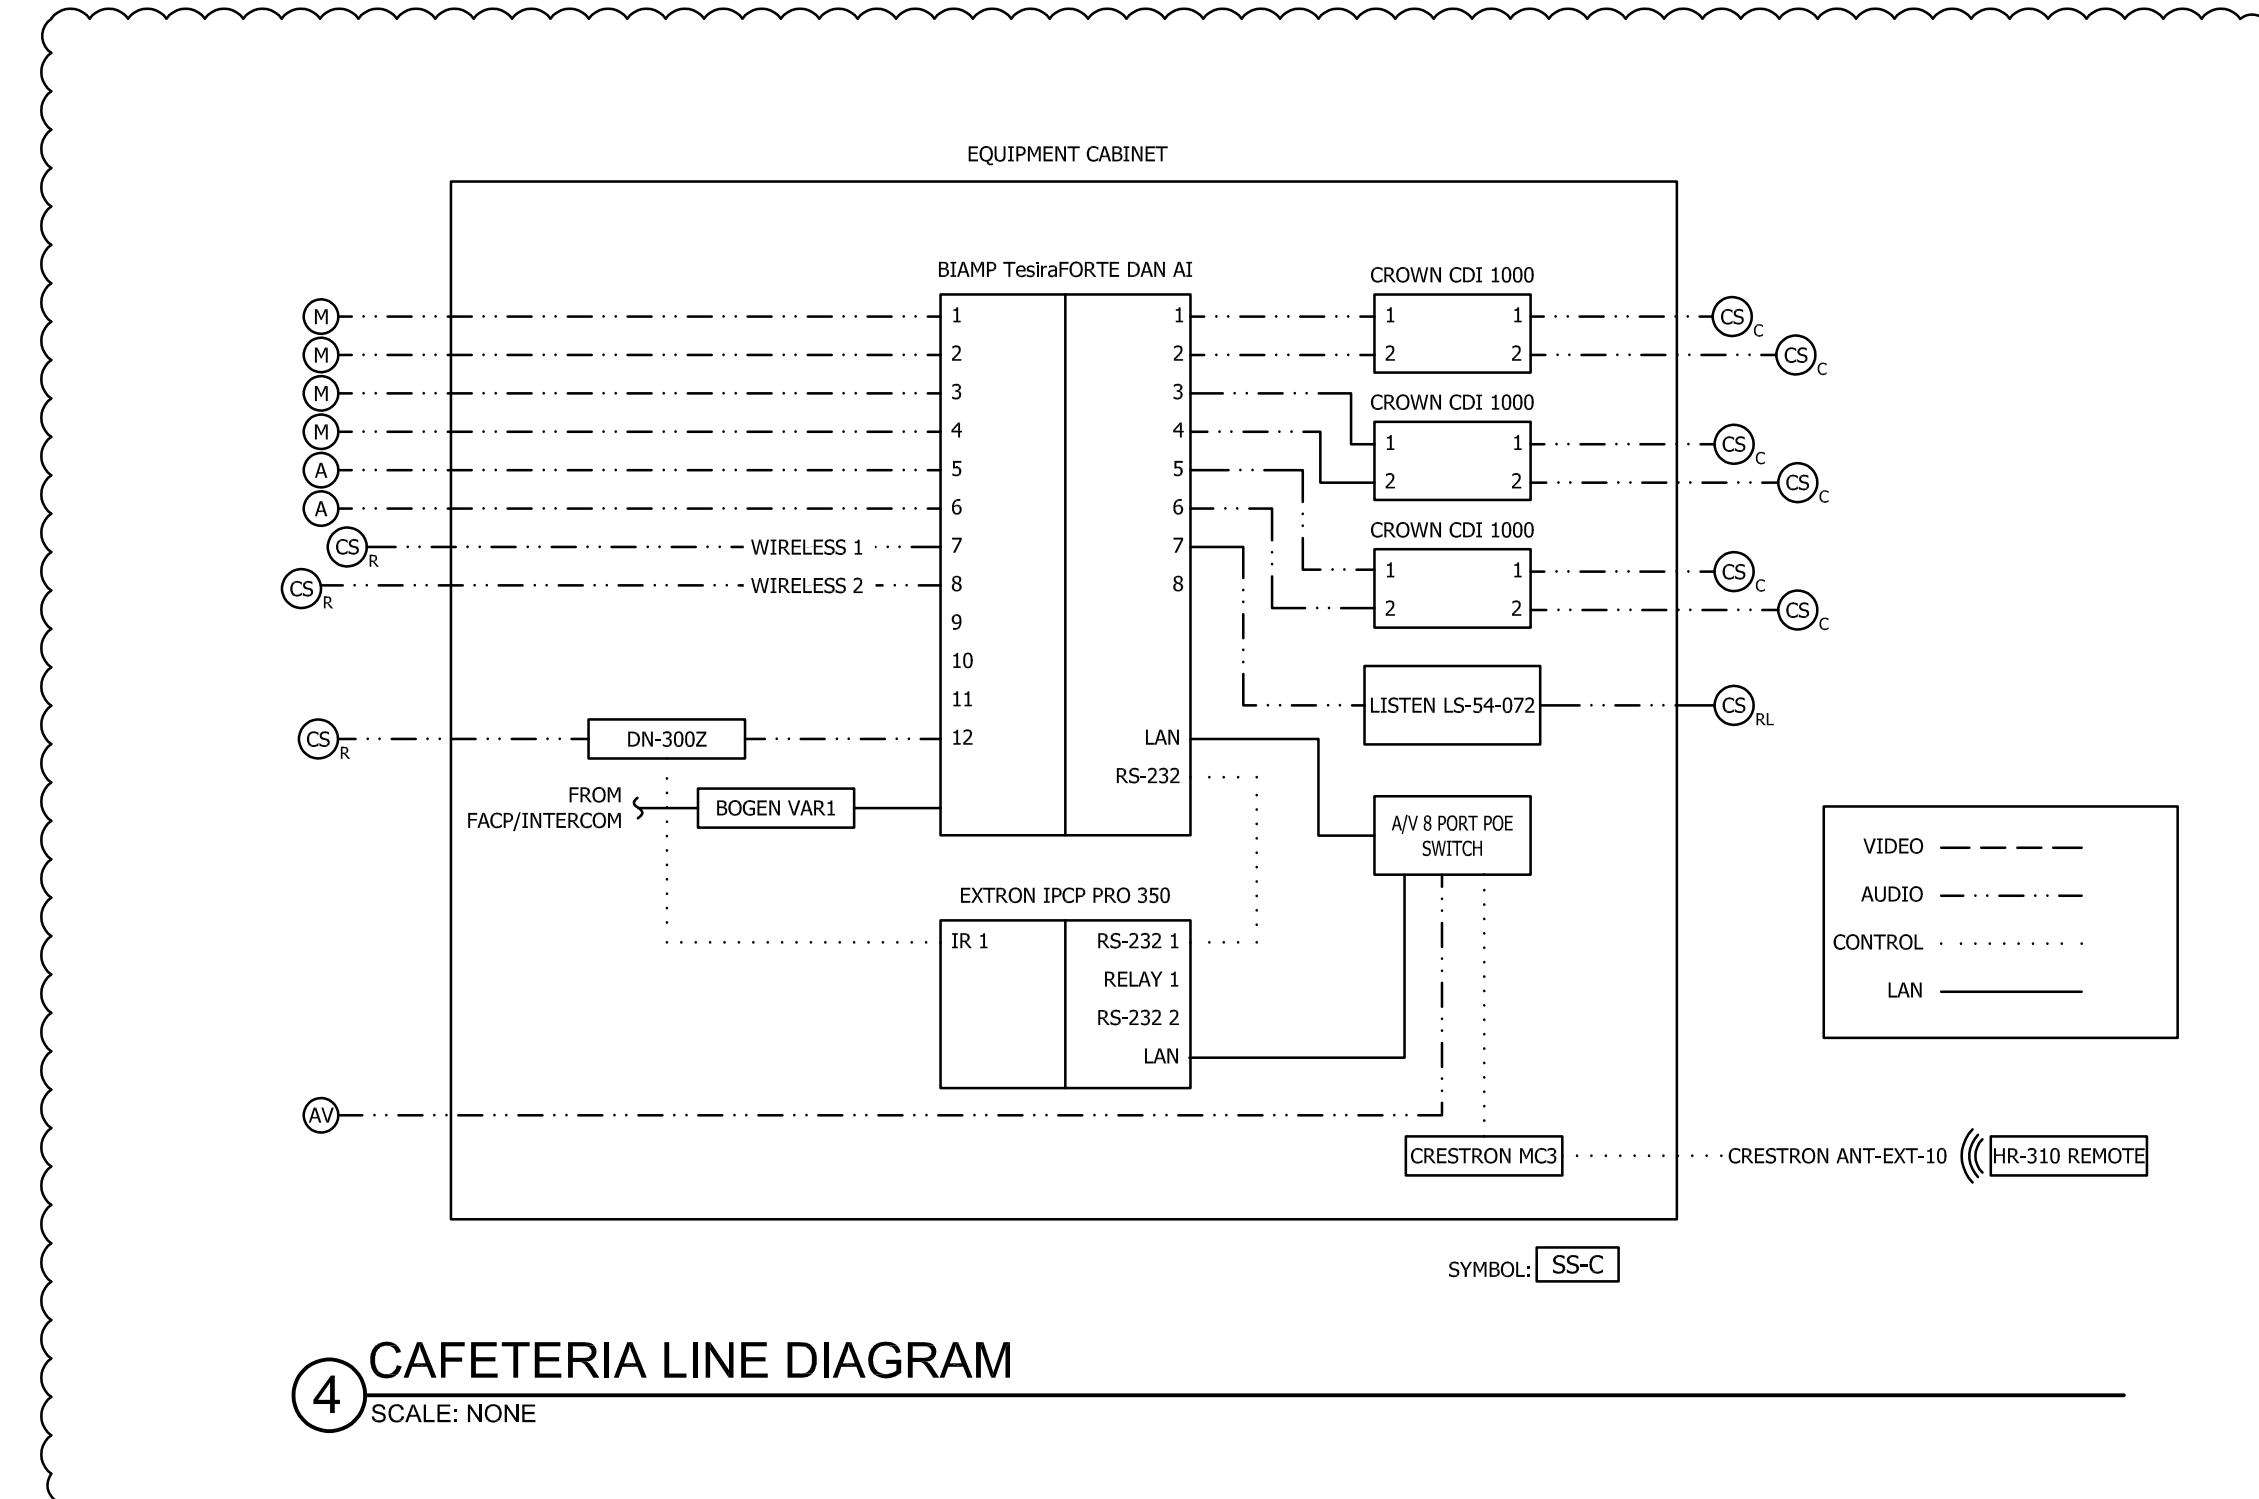 EQUIPMENT CABINET
BIAMP TesiraFORTE DAN AI
CROWN CDI 1000
M 1 1 1 1 CS C
M 2 2 2 2 CS C
M 3 3
CROWN CDI 1000
M 4 4 1 1 CS C
A 5 5 2 2 CS C
A 6 6
CROWN CDI 1000
CS R WIRELESS 1 7 7 1 1 CS C
CS R WIRELESS 2 8 8 2 2 CS C
9
10
11
LISTEN LS-54-072 CS RL
CS R DN-300Z 12 LAN
RS-232
FROM
FACP/INTERCOM
BOGEN VAR1
A/V 8 PORT POE
SWITCH
VIDEO
AUDIO
CONTROL
LAN
EXTRON IPCP PRO 350
IR 1 RS-232 1
RELAY 1
RS-232 2
LAN
AV
CRESTRON MC3 CRESTRON ANT-EXT-10 HR-310 REMOTE
SYMBOL: SS-C
4 CAFETERIA LINE DIAGRAM
SCALE: NONE